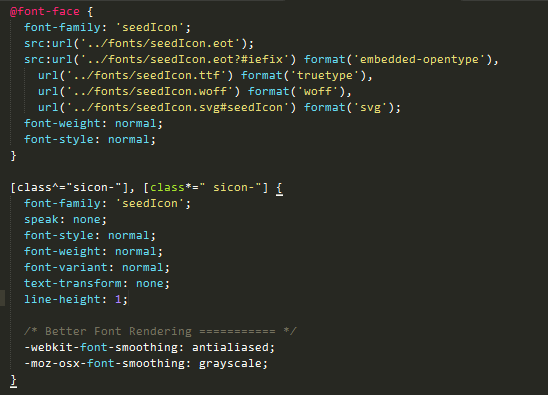 @font-face {
  font-family: 'seedIcon';
  src:url('../fonts/seedIcon.eot');
  src:url('../fonts/seedIcon.eot?#iefix') format('embedded-opentype'),
    url('../fonts/seedIcon.ttf') format('truetype'),
    url('../fonts/seedIcon.woff') format('woff'),
    url('../fonts/seedIcon.svg#seedIcon') format('svg');
  font-weight: normal;
  font-style: normal;
}

[class^="sicon-"], [class*=" sicon-"] {
  font-family: 'seedIcon';
  speak: none;
  font-style: normal;
  font-weight: normal;
  font-variant: normal;
  text-transform: none;
  line-height: 1;

  /* Better Font Rendering =========== */
  -webkit-font-smoothing: antialiased;
  -moz-osx-font-smoothing: grayscale;
}